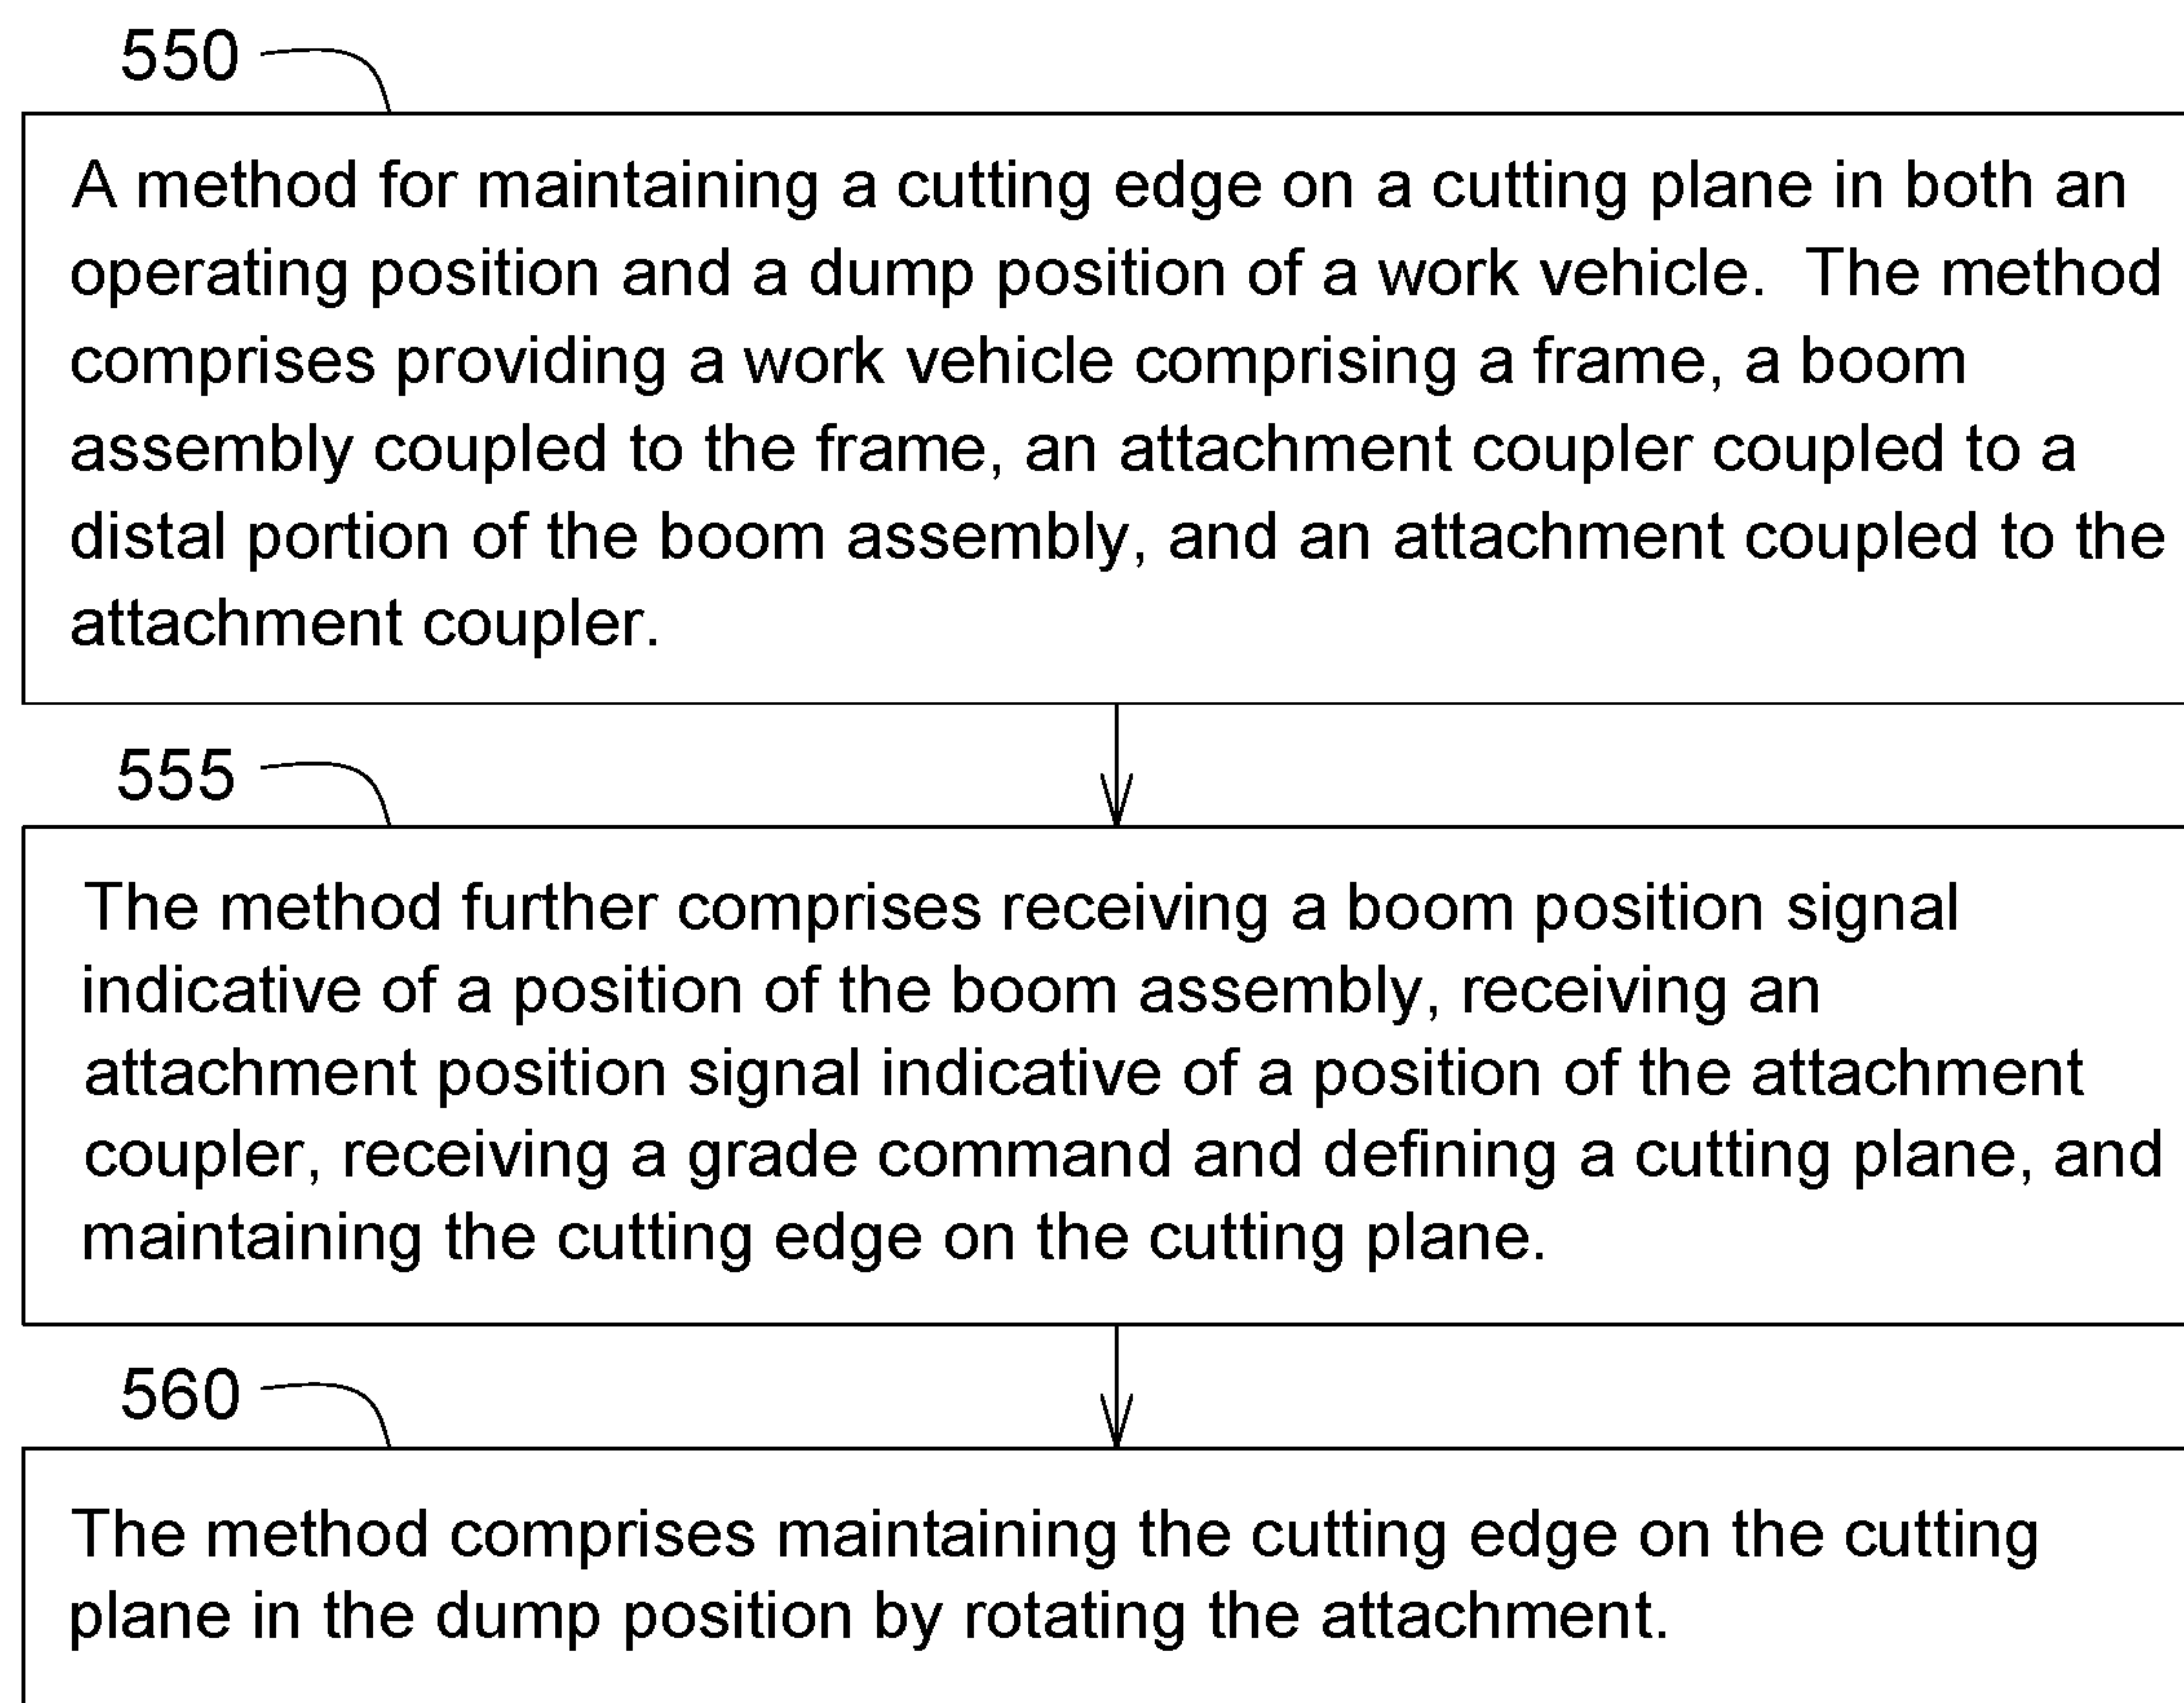 550
A method for maintaining a cutting edge on a cutting plane in both an
operating position and a dump position of a work vehicle.  The method
comprises providing a work vehicle comprising a frame, a boom
assembly coupled to the frame, an attachment coupler coupled to a
distal portion of the boom assembly, and an attachment coupled to the
attachment coupler.
555
The method further comprises receiving a boom position signal
indicative of a position of the boom assembly, receiving an
attachment position signal indicative of a position of the attachment
coupler, receiving a grade command and defining a cutting plane, and
maintaining the cutting edge on the cutting plane.
560
The method comprises maintaining the cutting edge on the cutting
plane in the dump position by rotating the attachment.